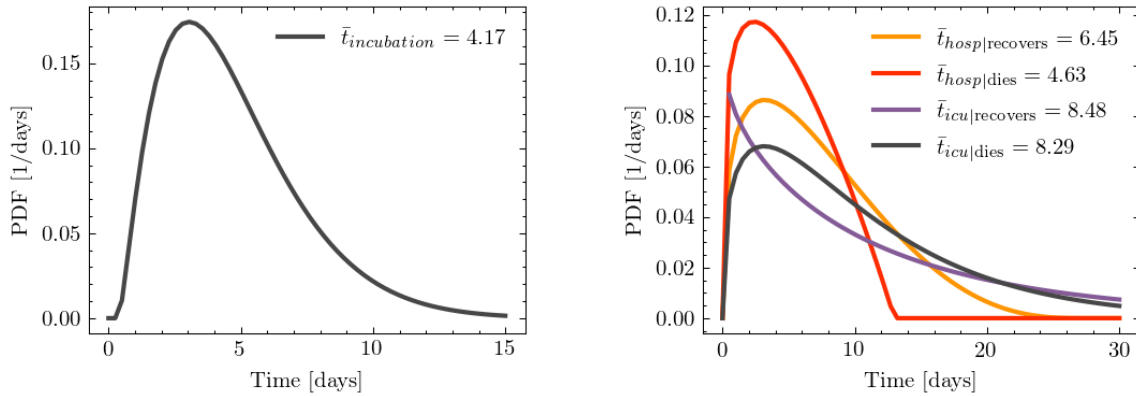 PDF [1/days]
0.15
0.10
0.05
0.00
t̄incubation = 4.17
0 5 10 15
Time [days]
PDF [1/days]
0.12
0.10
0.08
0.06
0.04
0.02
0.00
t̄hosp|recovers = 6.45
t̄hosp|dies = 4.63
t̄icu|recovers = 8.48
t̄icu|dies = 8.29
0 10 20 30
Time [days]